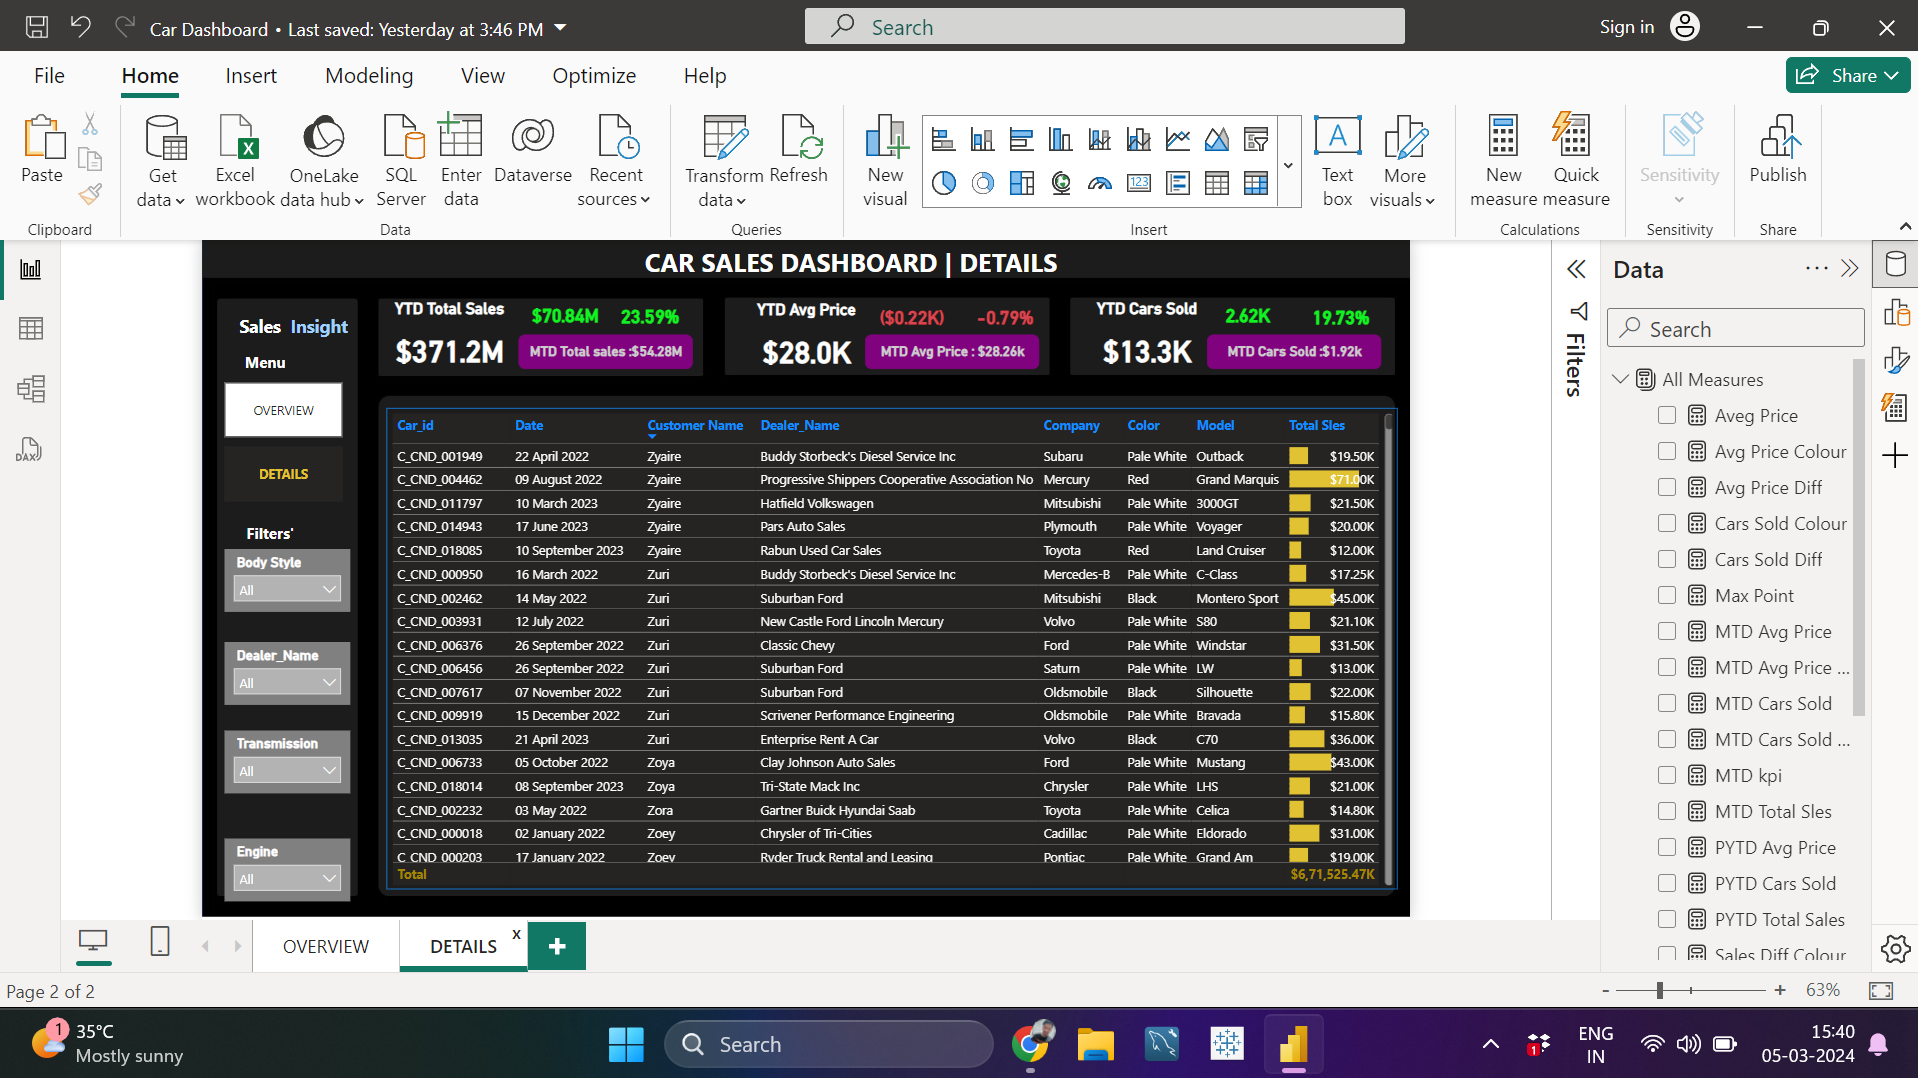 Car Dashboard • Last saved: Yesterday at 3:46 PM
Search
Sign in
File Home Insert Modeling View Optimize Help
Share
Paste
Get data
Excel workbook
OneLake data hub
SQL Server
Enter data
Dataverse
Recent sources
Transform data
Refresh
New visual
123
A
Text box
More visuals
New measure
Quick measure
Sensitivity
Publish
Clipboard
Data
Queries
Insert
Calculations
Sensitivity
Share
DAX
CAR SALES DASHBOARD | DETAILS
Sales Insight
Menu
OVERVIEW
DETAILS
Filters'
Body Style
All
Dealer_Name
All
Transmission
All
Engine
All
YTD Total Sales $70.84M 23.59%
$371.2M MTD Total sales :$54.28M
YTD Avg Price ($0.22K) -0.79%
$28.0K MTD Avg Price : $28.26k
YTD Cars Sold 2.62K 19.73%
$13.3K MTD Cars Sold :$1.92k
Car_id Date Customer Name Dealer_Name Company Color Model Total Sles
C_CND_001949 22 April 2022 Zyaire Buddy Storbeck's Diesel Service Inc Subaru Pale White Outback $19.50K
C_CND_004462 09 August 2022 Zyaire Progressive Shippers Cooperative Association No Mercury Red Grand Marquis $71.00K
C_CND_011797 10 March 2023 Zyaire Hatfield Volkswagen Mitsubishi Pale White 3000GT $21.50K
C_CND_014943 17 June 2023 Zyaire Pars Auto Sales Plymouth Pale White Voyager $20.00K
C_CND_018085 10 September 2023 Zyaire Rabun Used Car Sales Toyota Red Land Cruiser $12.00K
C_CND_000950 16 March 2022 Zuri Buddy Storbeck's Diesel Service Inc Mercedes-B Pale White C-Class $17.25K
C_CND_002462 14 May 2022 Zuri Suburban Ford Mitsubishi Black Montero Sport $45.00K
C_CND_003931 12 July 2022 Zuri New Castle Ford Lincoln Mercury Volvo Pale White S80 $21.10K
C_CND_006376 26 September 2022 Zuri Classic Chevy Ford Pale White Windstar $31.50K
C_CND_006456 26 September 2022 Zuri Suburban Ford Saturn Pale White LW $13.00K
C_CND_007617 07 November 2022 Zuri Suburban Ford Oldsmobile Black Silhouette $22.00K
C_CND_009919 15 December 2022 Zuri Scrivener Performance Engineering Oldsmobile Pale White Bravada $15.80K
C_CND_013035 21 April 2023 Zuri Enterprise Rent A Car Volvo Black C70 $36.00K
C_CND_006733 05 October 2022 Zoya Clay Johnson Auto Sales Ford Pale White Mustang $43.00K
C_CND_018014 08 September 2023 Zoya Tri-State Mack Inc Chrysler Pale White LHS $21.00K
C_CND_002232 03 May 2022 Zora Gartner Buick Hyundai Saab Toyota Pale White Celica $14.80K
C_CND_000018 02 January 2022 Zoey Chrysler of Tri-Cities Cadillac Pale White Eldorado $31.00K
C_CND_000203 17 January 2022 Zoey Ryder Truck Rental and Leasing Pontiac Pale White Grand Am $19.00K
Total $6,71,525.47K
Filters
Data
Search
All Measures
Aveg Price
Avg Price Colour
Avg Price Diff
Cars Sold Colour
Cars Sold Diff
Max Point
MTD Avg Price
MTD Avg Price ...
MTD Cars Sold
MTD Cars Sold ...
MTD kpi
MTD Total Sles
PYTD Avg Price
PYTD Cars Sold
PYTD Total Sales
Sales Diff Colour
OVERVIEW
DETAILS
x
+
Page 2 of 2
- + 63%
1
35°C
Mostly sunny
Search
1
ENG
IN
15:40
05-03-2024